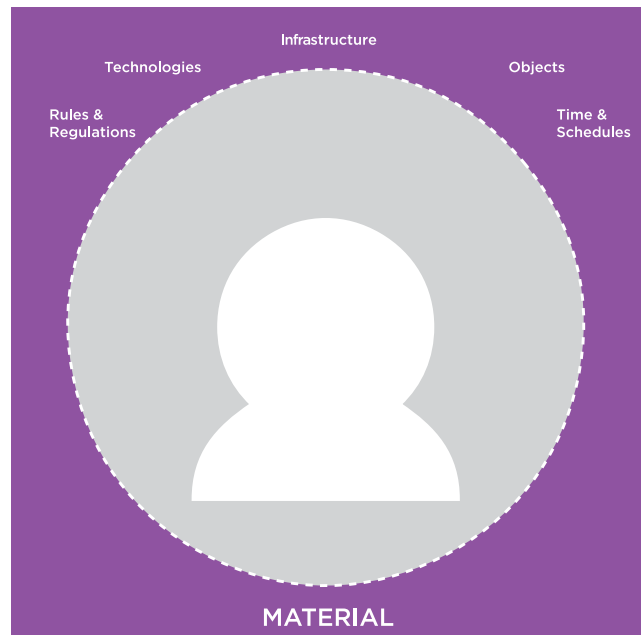 Infrastructure
Technologies
Objects
Rules &
Regulations
Time &
Schedules
MATERIAL